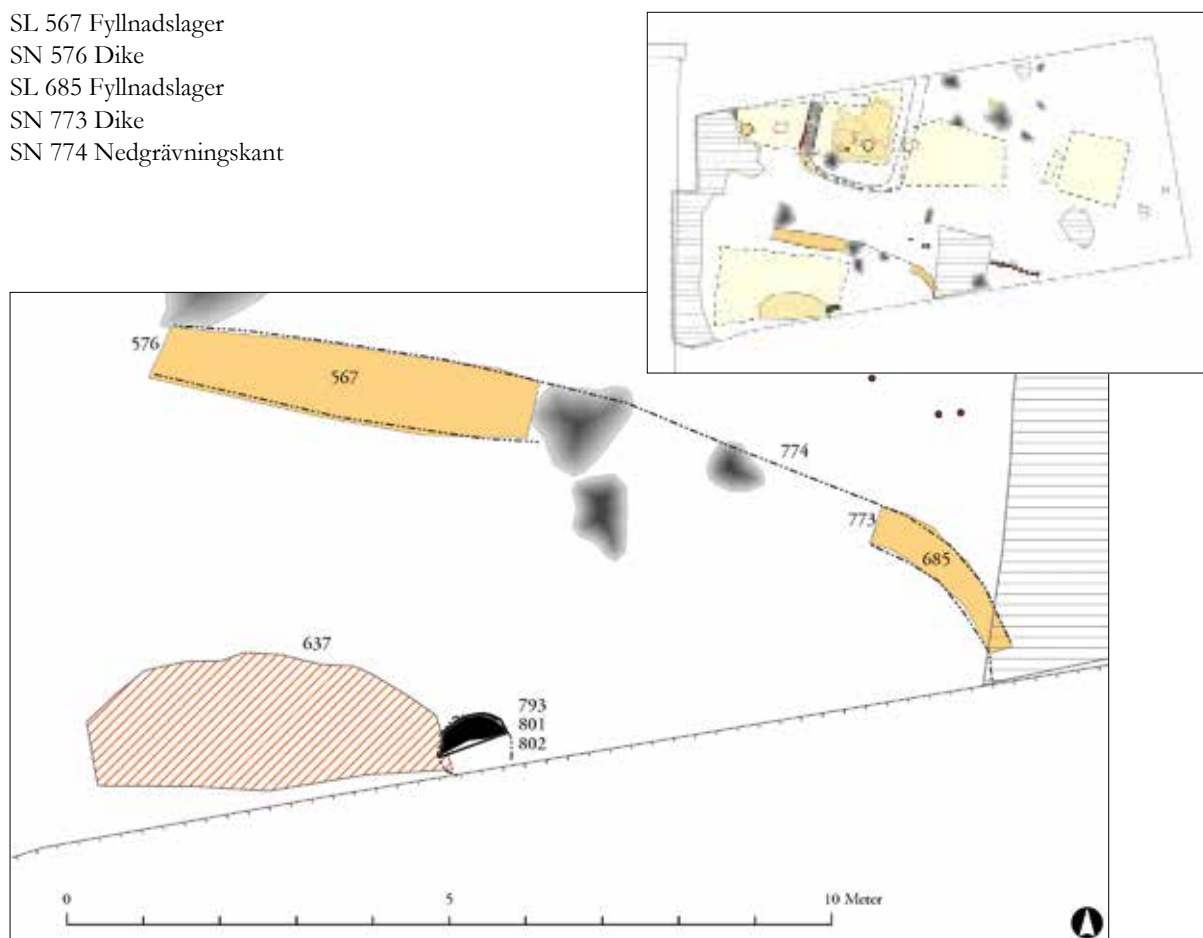 SL 567 Fyllnadslager
SN 576 Dike
SL 685 Fyllnadslager
SN 773 Dike
SN 774 Nedgrävningskant
576
567
774
773
685
637
793
801
802
0 5 10 Meter